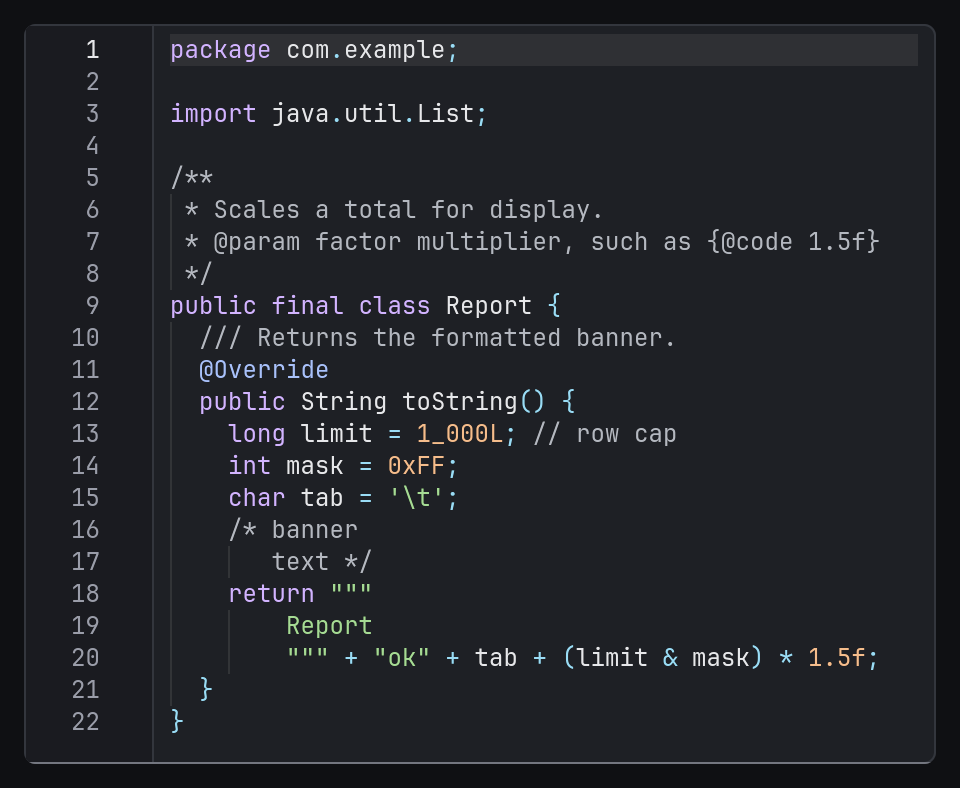 1 package com.example;
2
3 import java.util.List;
4
5 /**
6  * Scales a total for display.
7  * @param factor multiplier, such as {@code 1.5f}
8  */
9 public final class Report {
10   /// Returns the formatted banner.
11   @Override
12   public String toString() {
13     long limit = 1_000L; // row cap
14     int mask = 0xFF;
15     char tab = '\t';
16     /* banner
17        text */
18     return """
19         Report
20         """ + "ok" + tab + (limit & mask) * 1.5f;
21   }
22 }